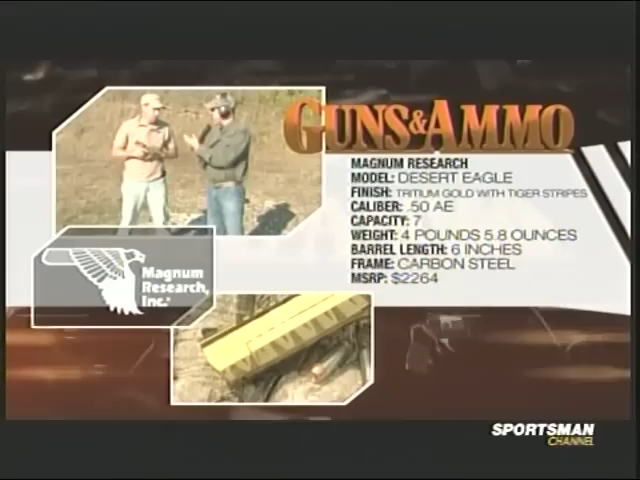 GUNS&AMMO
MAGNUM RESEARCH
MODEL: DESERT EAGLE
FINISH: TRITIUM GOLD WITH TIGER STRIPES
CALIBER: .50 AE
CAPACITY: 7
WEIGHT: 4 POUNDS 5.8 OUNCES
BARREL LENGTH: 6 INCHES
FRAME: CARBON STEEL
MSRP: $2264
Magnum
Research,
Inc.
SPORTSMAN
CHANNEL